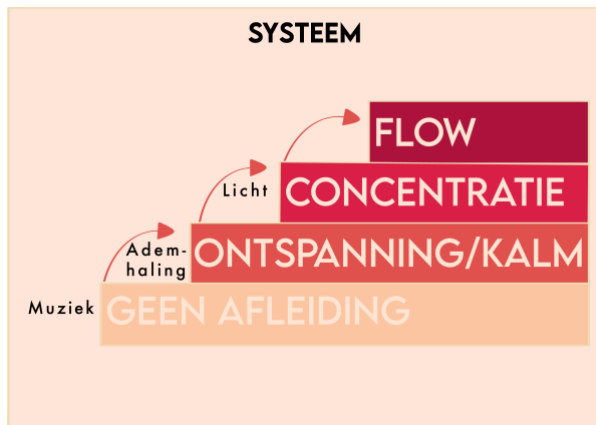 SYSTEEM
FLOW
Licht
CONCENTRATIE
Adem-
haling
ONTSPANNING/KALM
Muziek
GEEN AFLEIDING